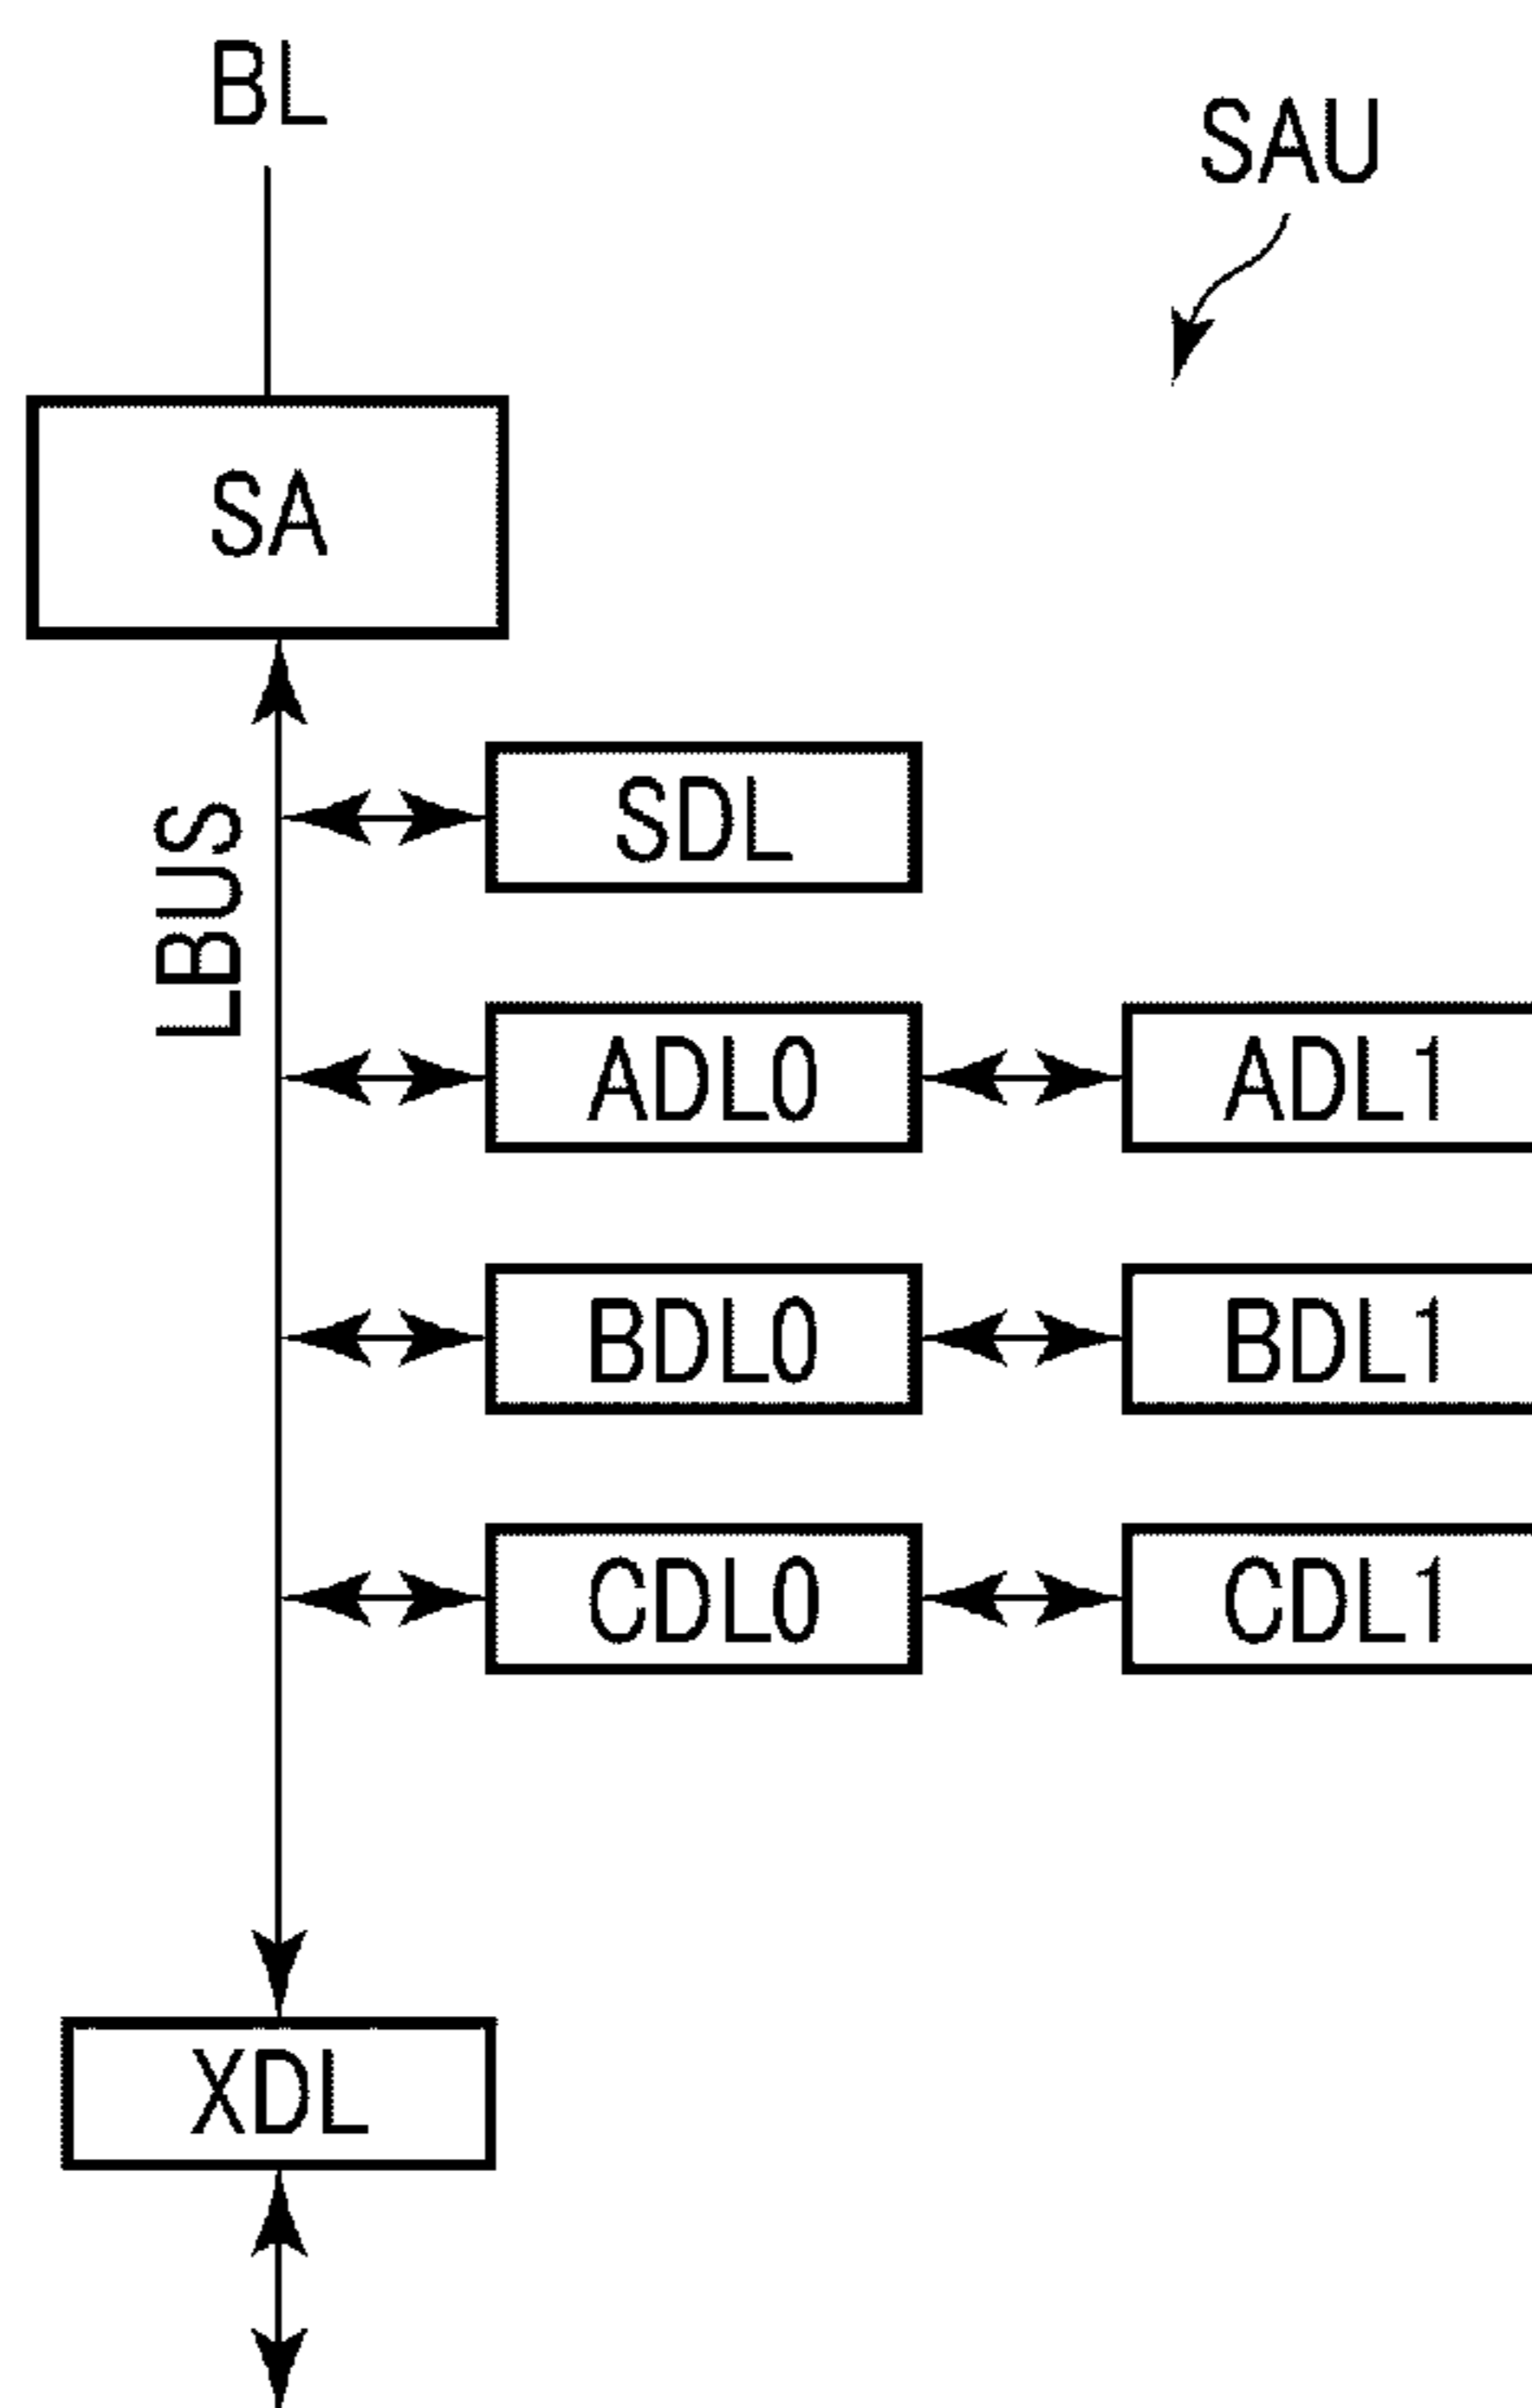 BL
SAU
SA
LBUS
SDL
ADL0 ADL1
BDL0 BDL1
CDL0 CDL1
XDL